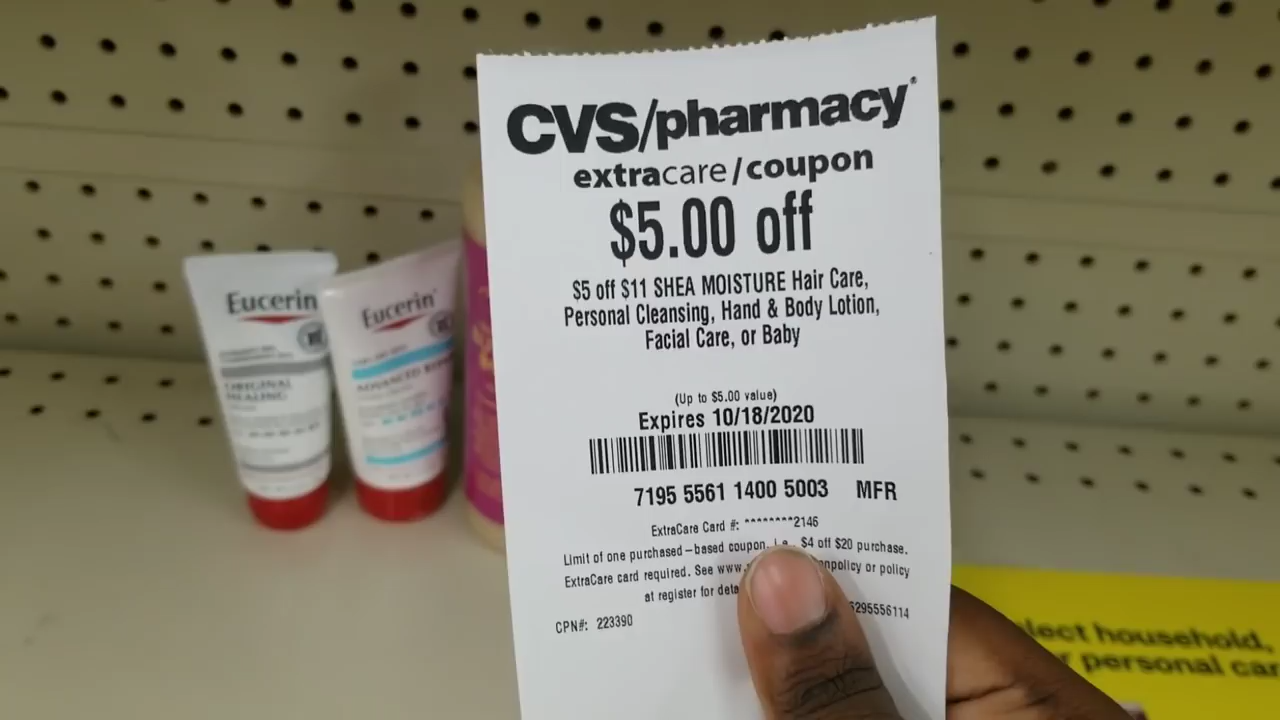 CVS/pharmacy®
extracare/coupon
$5.00 off
$5 off $11 SHEA MOISTURE Hair Care,
Personal Cleansing, Hand & Body Lotion,
Facial Care, or Baby
(Up to $5.00 value)
Expires 10/18/2020
7195 5561 1400 5003 MFR
ExtraCare Card #: ********2146
Limit of one purchased-based coupon, i.e., $4 off $20 purchase.
ExtraCare card required. See www. policy or policy
at register for
CPN#: 223390 6295556114
Eucerin
ORIGINAL
HEALING
Eucerin
ADVANCED
household,
personal